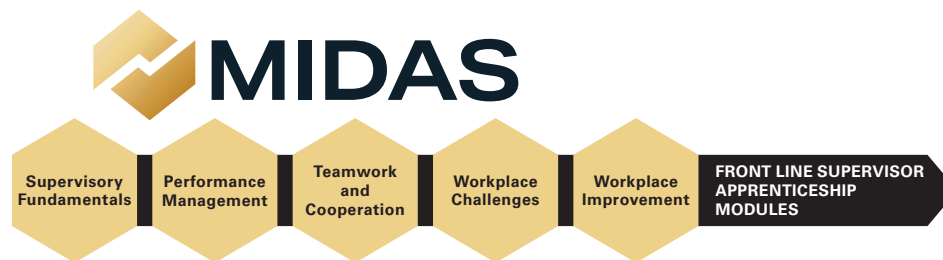 MIDAS
Supervisory
Fundamentals
Performance
Management
Teamwork
and
Cooperation
Workplace
Challenges
Workplace
Improvement
FRONT LINE SUPERVISOR
APPRENTICESHIP
MODULES